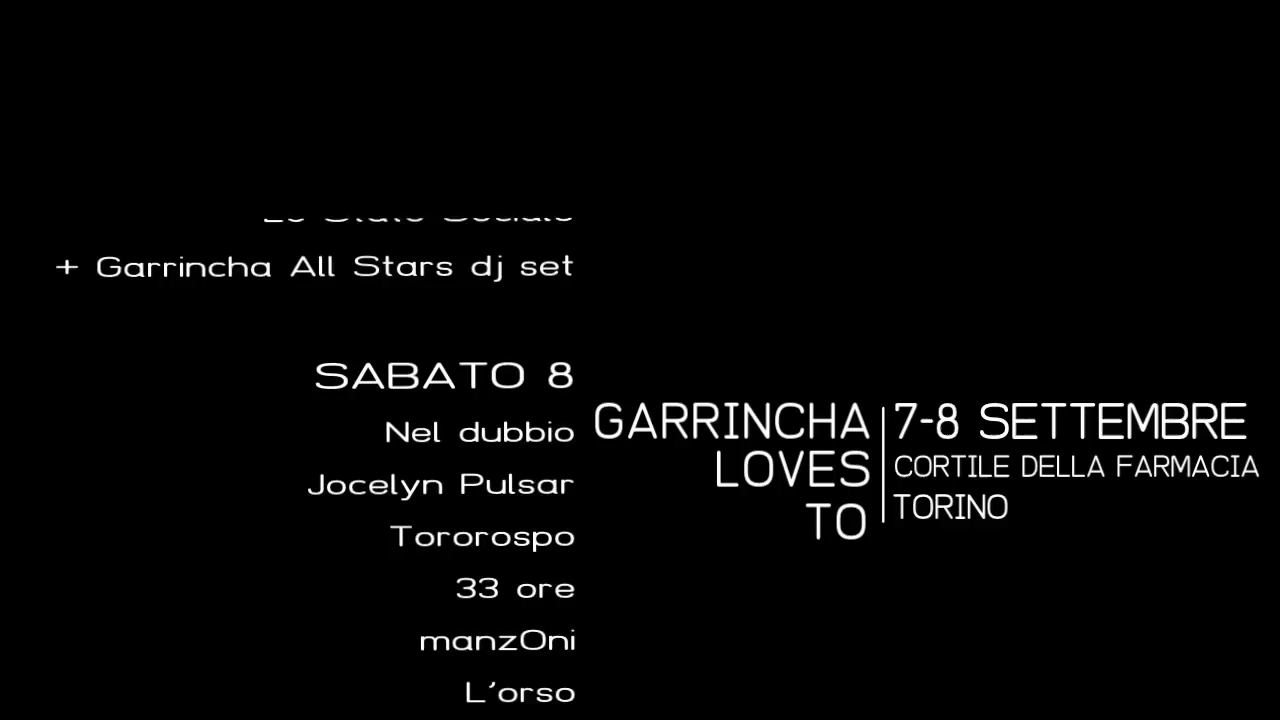 + Garrincha All Stars dj set
SABATO 8
Nel dubbio
Jocelyn Pulsar
Tororospo
33 ore
manzOni
L'orso
GARRINCHA
LOVES
TO
7-8 SETTEMBRE
CORTILE DELLA FARMACIA
TORINO